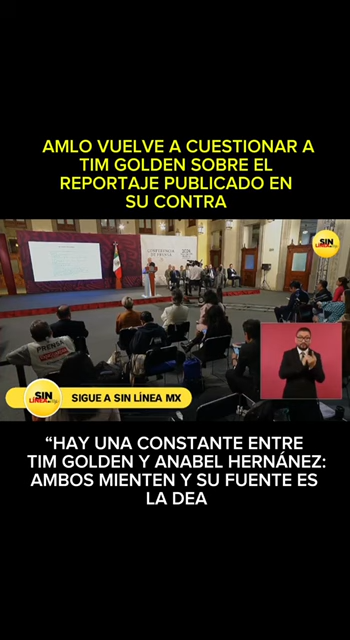 AMLO VUELVE A CUESTIONAR A
TIM GOLDEN SOBRE EL
REPORTAJE PUBLICADO EN
SU CONTRA
SIN
LÍNEA
PRENSA
SIN
LÍNEA
SIGUE A SIN LÍNEA MX
“HAY UNA CONSTANTE ENTRE
TIM GOLDEN Y ANABEL HERNÁNEZ:
AMBOS MIENTEN Y SU FUENTE ES
LA DEA